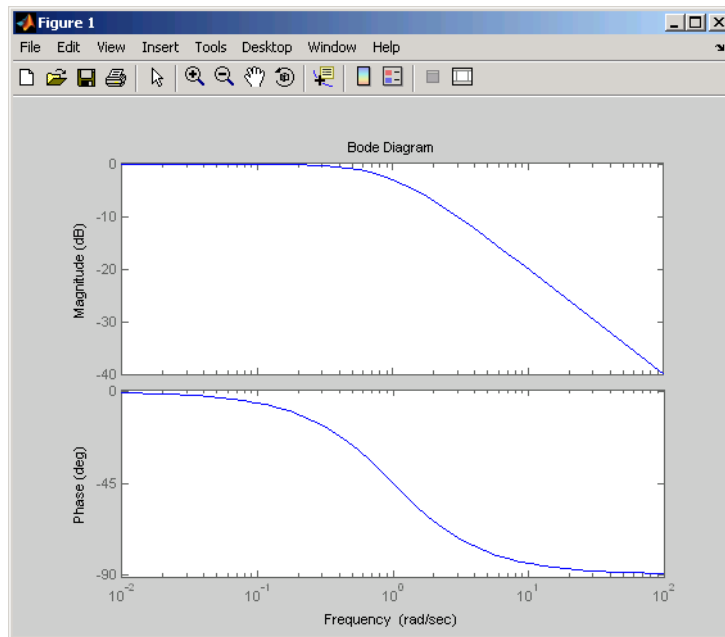 Figure 1
File Edit View Insert Tools Desktop Window Help
Bode Diagram
Magnitude (dB)
0
-10
-20
-30
-40
Phase (deg)
0
-45
-90
10^-2 10^-1 10^0 10^1 10^2
Frequency (rad/sec)